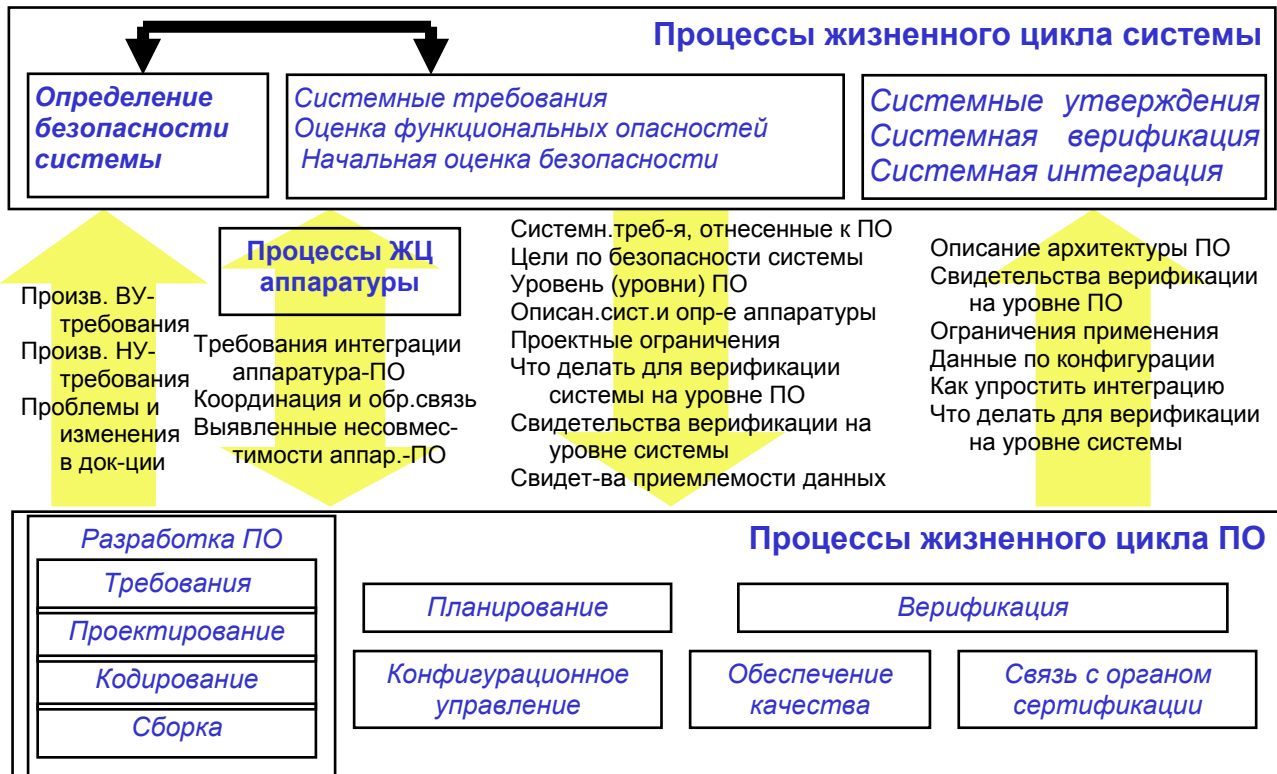 Процессы жизненного цикла системы
Определение
безопасности
системы
Системные требования
Оценка функциональных опасностей
Начальная оценка безопасности
Системные утверждения
Системная верификация
Системная интеграция
Произв. ВУ-
требования
Произв. НУ-
требования
Проблемы и
изменения
в док-ции
Процессы ЖЦ
аппаратуры
Требования интеграции
аппаратура-ПО
Координация и обр.связь
Выявленные несовмес-
тимости аппар.-ПО
Системн.треб-я, отнесенные к ПО
Цели по безопасности системы
Уровень (уровни) ПО
Описан.сист.и опр-е аппаратуры
Проектные ограничения
Что делать для верификации
системы на уровне ПО
Свидетельства верификации на
уровне системы
Свидет-ва приемлемости данных
Описание архитектуры ПО
Свидетельства верификации
на уровне ПО
Ограничения применения
Данные по конфигурации
Как упростить интеграцию
Что делать для верификации
на уровне системы
Процессы жизненного цикла ПО
Разработка ПО
Требования
Проектирование
Кодирование
Сборка
Планирование
Верификация
Конфигурационное
управление
Обеспечение
качества
Связь с органом
сертификации